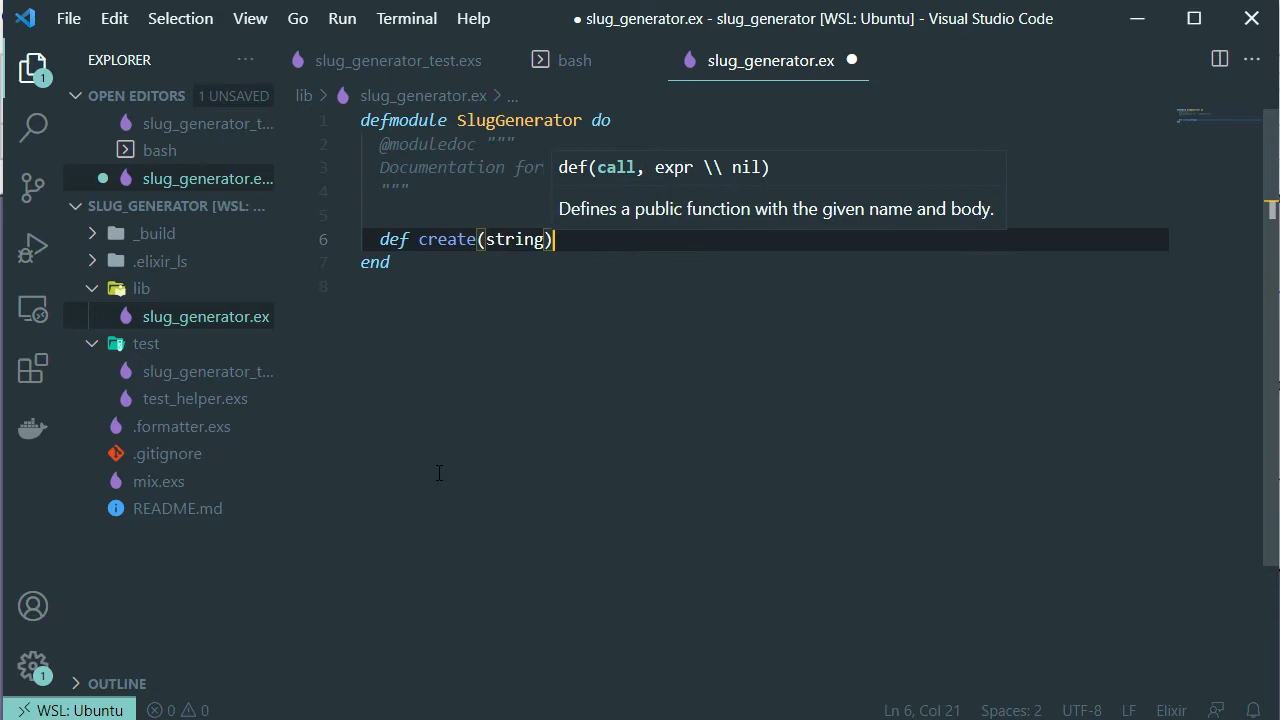 File Edit Selection View Go Run Terminal Help
● slug_generator.ex - slug_generator [WSL: Ubuntu] - Visual Studio Code
EXPLORER
OPEN EDITORS 1 UNSAVED
slug_generator_t...
bash
slug_generator.e...
SLUG_GENERATOR [WSL: ...
_build
.elixir_ls
lib
slug_generator.ex
test
slug_generator_t...
test_helper.exs
.formatter.exs
.gitignore
mix.exs
README.md
OUTLINE
1
1
slug_generator_test.exs bash slug_generator.ex ●
lib > slug_generator.ex > ...
1 defmodule SlugGenerator do
2 @moduledoc """
3 Documentation for
4 """
5
6 def create(string)
7 end
8
def(call, expr \\ nil)
Defines a public function with the given name and body.
WSL: Ubuntu 0 0 Ln 6, Col 21 Spaces: 2 UTF-8 LF Elixir